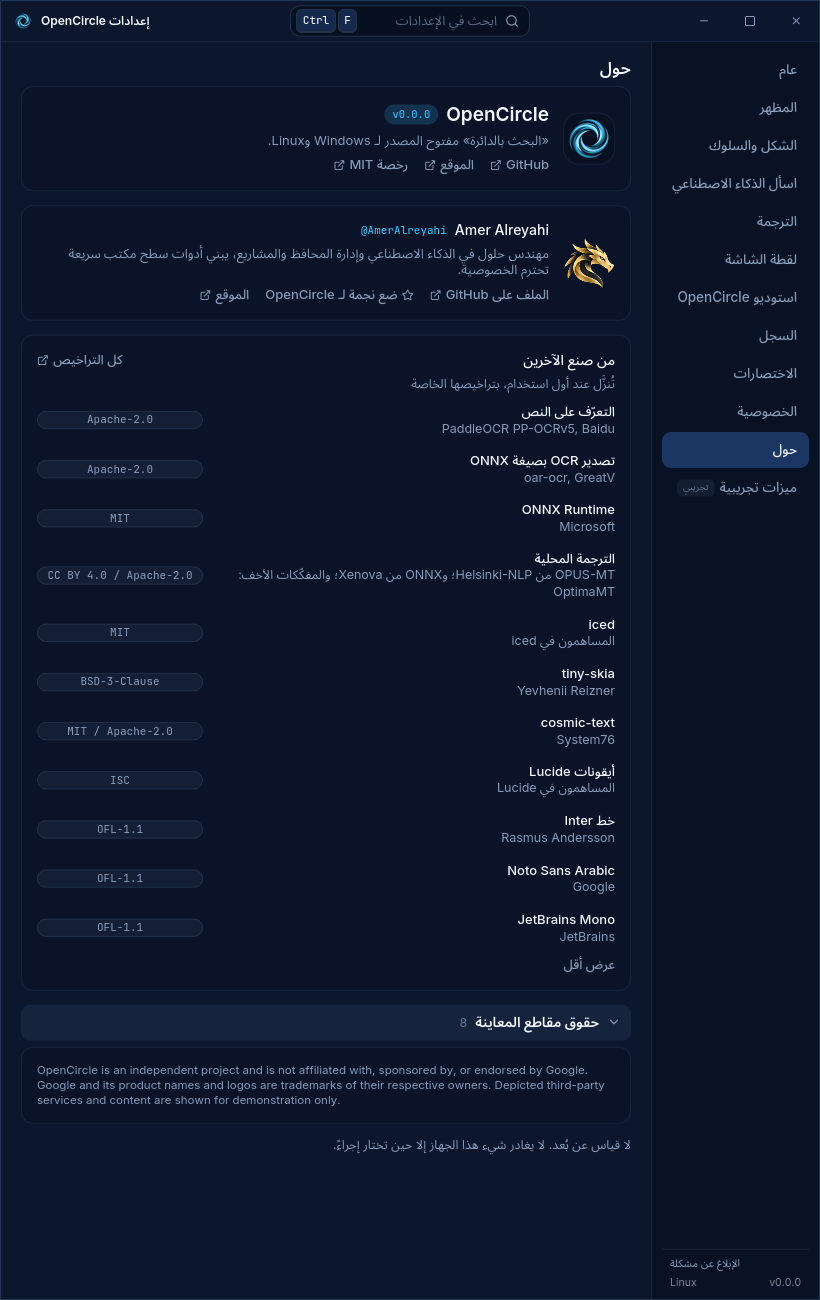 إعدادات OpenCircle
ابحث في الإعدادات
Ctrl F
عام
المظهر
الشكل والسلوك
اسأل الذكاء الاصطناعي
الترجمة
لقطة الشاشة
استوديو OpenCircle
السجل
الاختصارات
الخصوصية
حول
ميزات تجريبية تجريبي
الإبلاغ عن مشكلة
v0.0.0 Linux
حول
OpenCircle v0.0.0
«البحث بالدائرة» مفتوح المصدر لـ Windows وLinux.
GitHub الموقع رخصة MIT
Amer Alreyahi @AmerAlreyahi
مهندس حلول في الذكاء الاصطناعي وإدارة المحافظ والمشاريع، يبني أدوات سطح مكتب سريعة
تحترم الخصوصية.
الملف على GitHub ضع نجمة لـ OpenCircle الموقع
من صنع الآخرين كل التراخيص
تُنزَّل عند أول استخدام، بتراخيصها الخاصة
التعرّف على النص
PaddleOCR PP-OCRv5, Baidu
Apache-2.0
تصدير OCR بصيغة ONNX
oar-ocr, GreatV
Apache-2.0
ONNX Runtime
Microsoft
MIT
الترجمة المحلية
OPUS-MT من Helsinki-NLP؛ وONNX من Xenova؛ والمفكّكات الأخف:
OptimaMT
CC BY 4.0 / Apache-2.0
iced
المساهمون في iced
MIT
tiny-skia
Yevhenii Reizner
BSD-3-Clause
cosmic-text
System76
MIT / Apache-2.0
أيقونات Lucide
المساهمون في Lucide
ISC
خط Inter
Rasmus Andersson
OFL-1.1
Noto Sans Arabic
Google
OFL-1.1
JetBrains Mono
JetBrains
OFL-1.1
عرض أقل
حقوق مقاطع المعاينة 8
OpenCircle is an independent project and is not affiliated with, sponsored by, or endorsed by Google.
Google and its product names and logos are trademarks of their respective owners. Depicted third-party
services and content are shown for demonstration only.
لا قياس عن بُعد. لا يغادر شيء هذا الجهاز إلا حين تختار إجراءً.